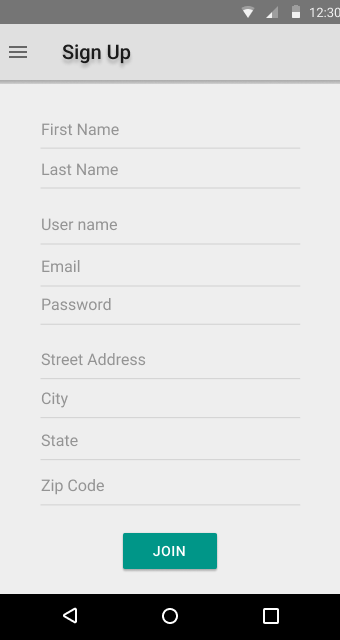 12:30
Sign Up
First Name
Last Name
User name
Email
Password
Street Address
City
State
Zip Code
JOIN